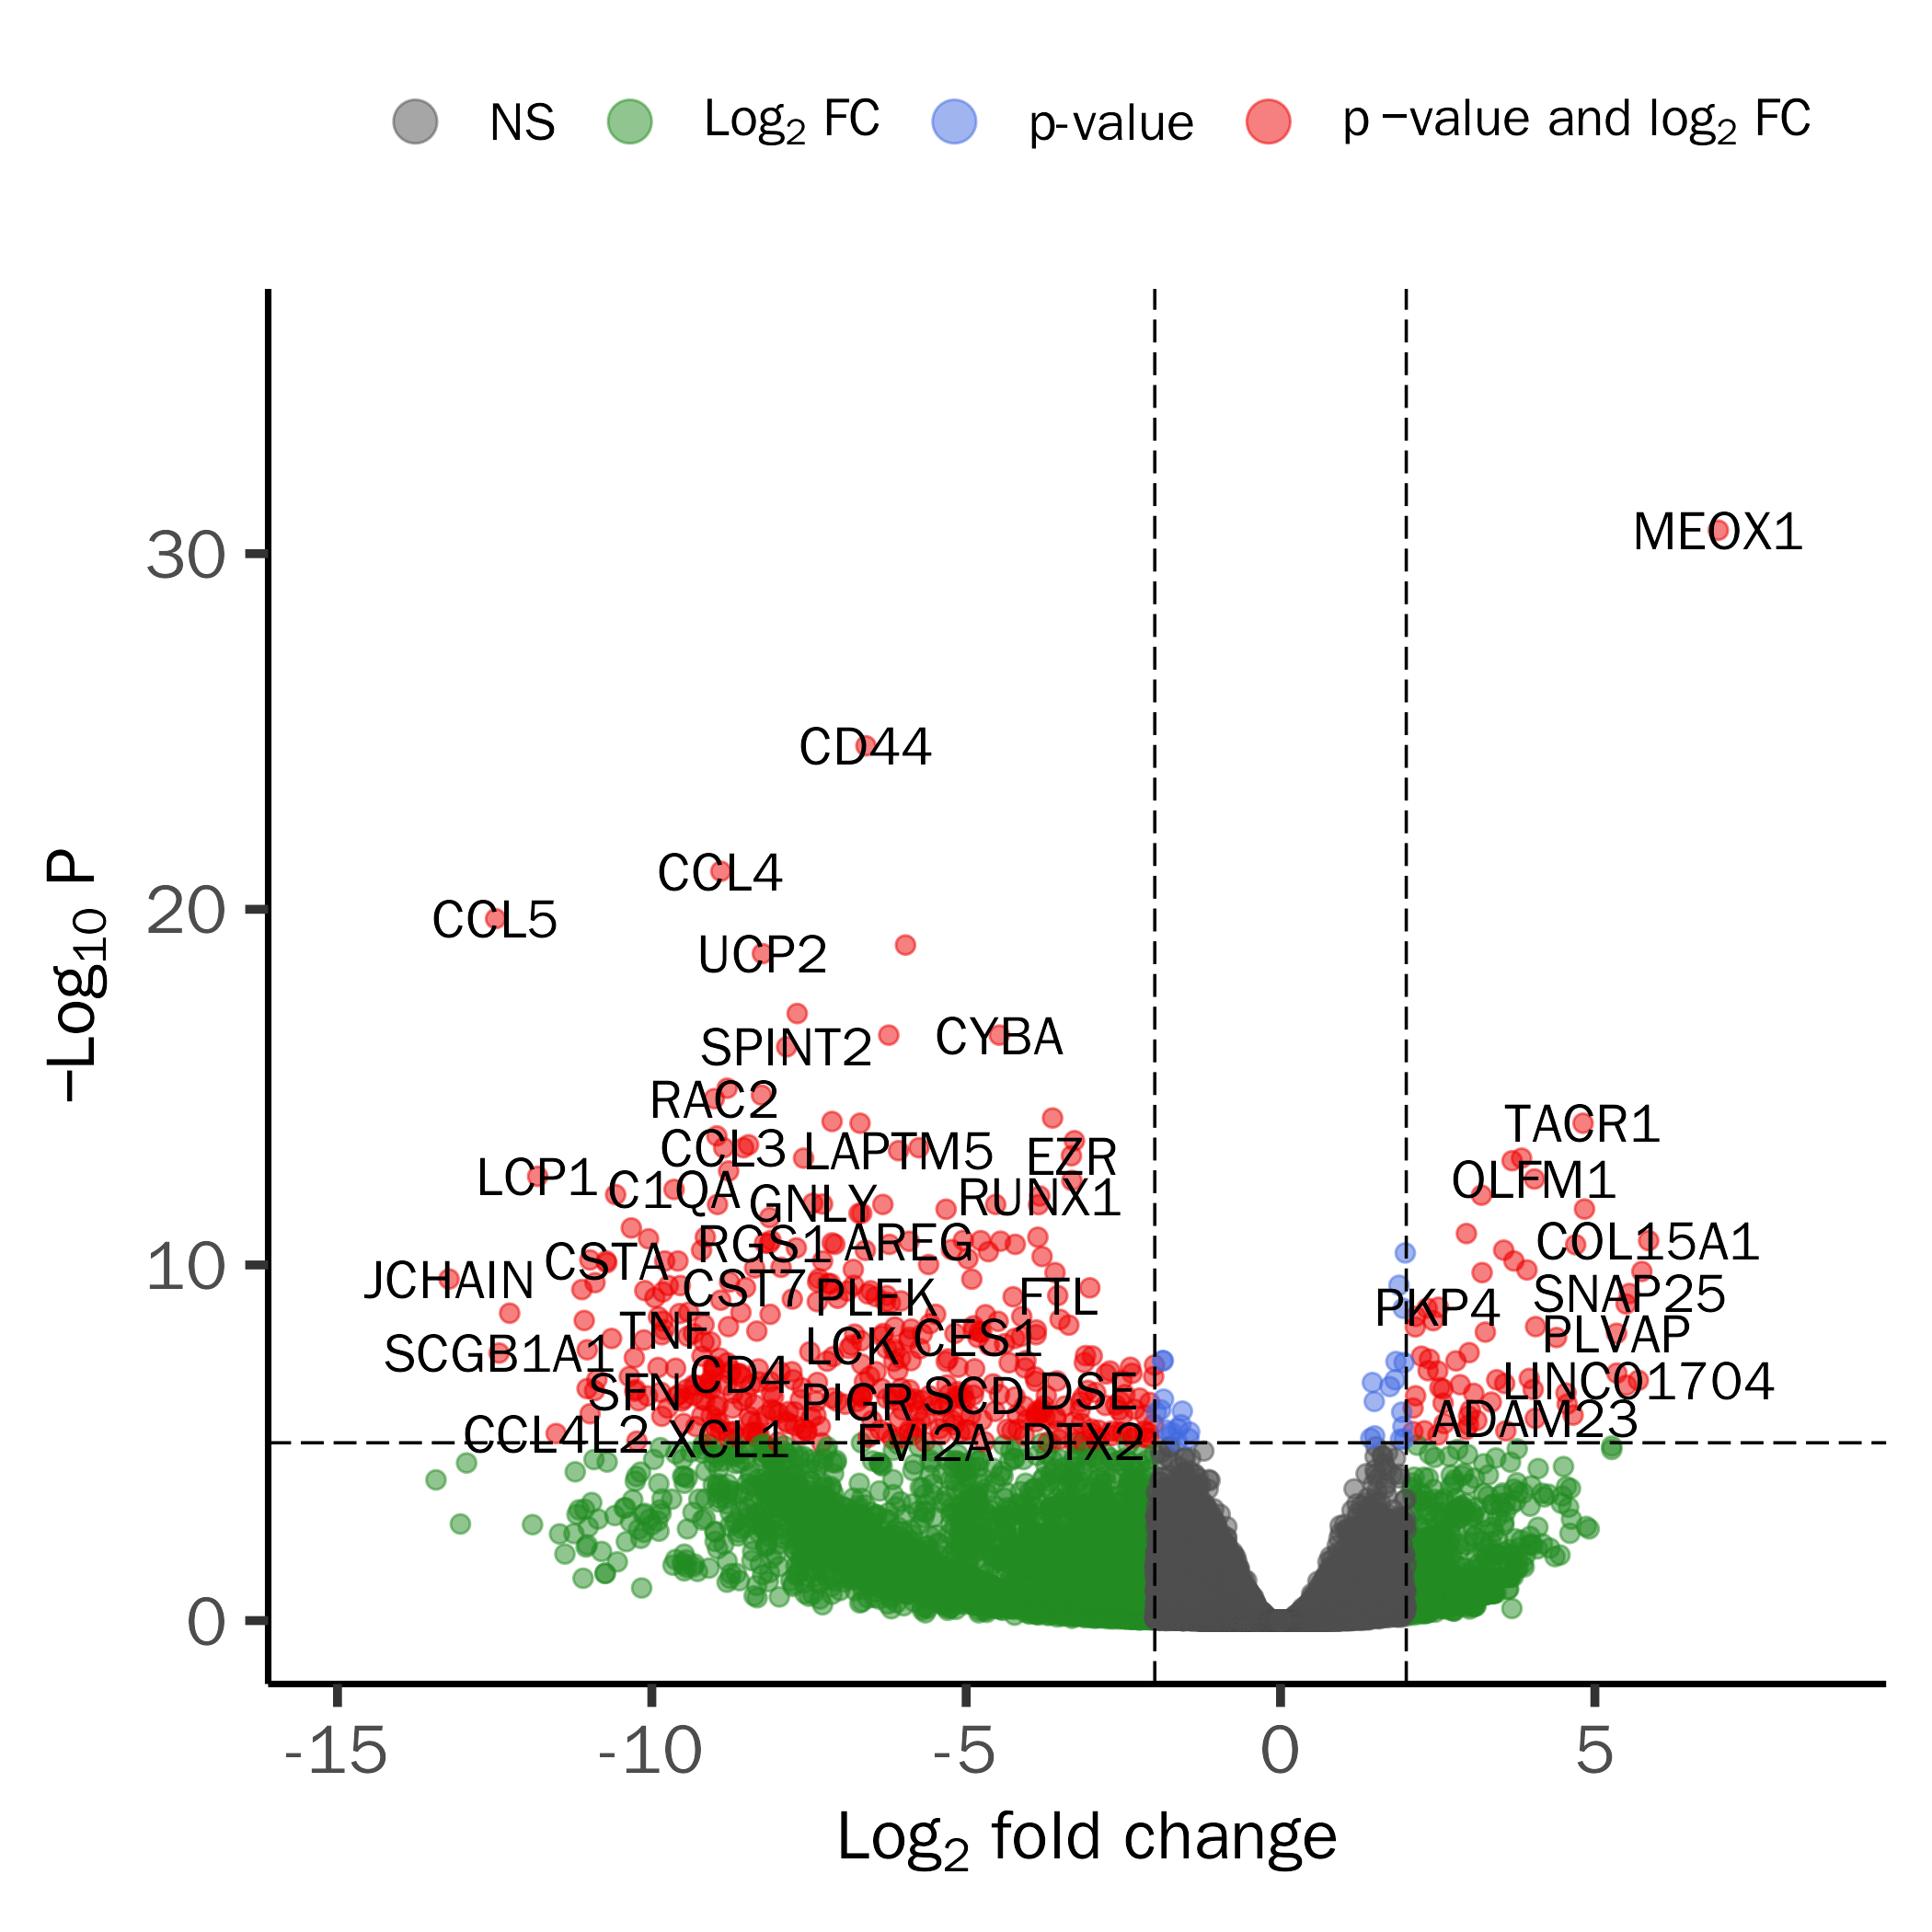 NS Log2 FC p-value p −value and log2 FC
−Log10 P
30
20
10
0
MEOX1
CD44
CCL4
CCL5
UCP2
SPINT2 CYBA
RAC2
TACR1
CCL3 LAPTM5 EZR
LCP1 C1QA GNLY RUNX1 OLFM1
RGS1 AREG COL15A1
CSTA
JCHAIN CST7 PLEK FTL SNAP25
PKP4
TNF LCK CES1 PLVAP
SCGB1A1
CD4 LINC01704
SFN PIGR SCD DSE
ADAM23
CCL4L2 XCL1 EVI2A DTX2
-15 -10 -5 0 5
Log2 fold change